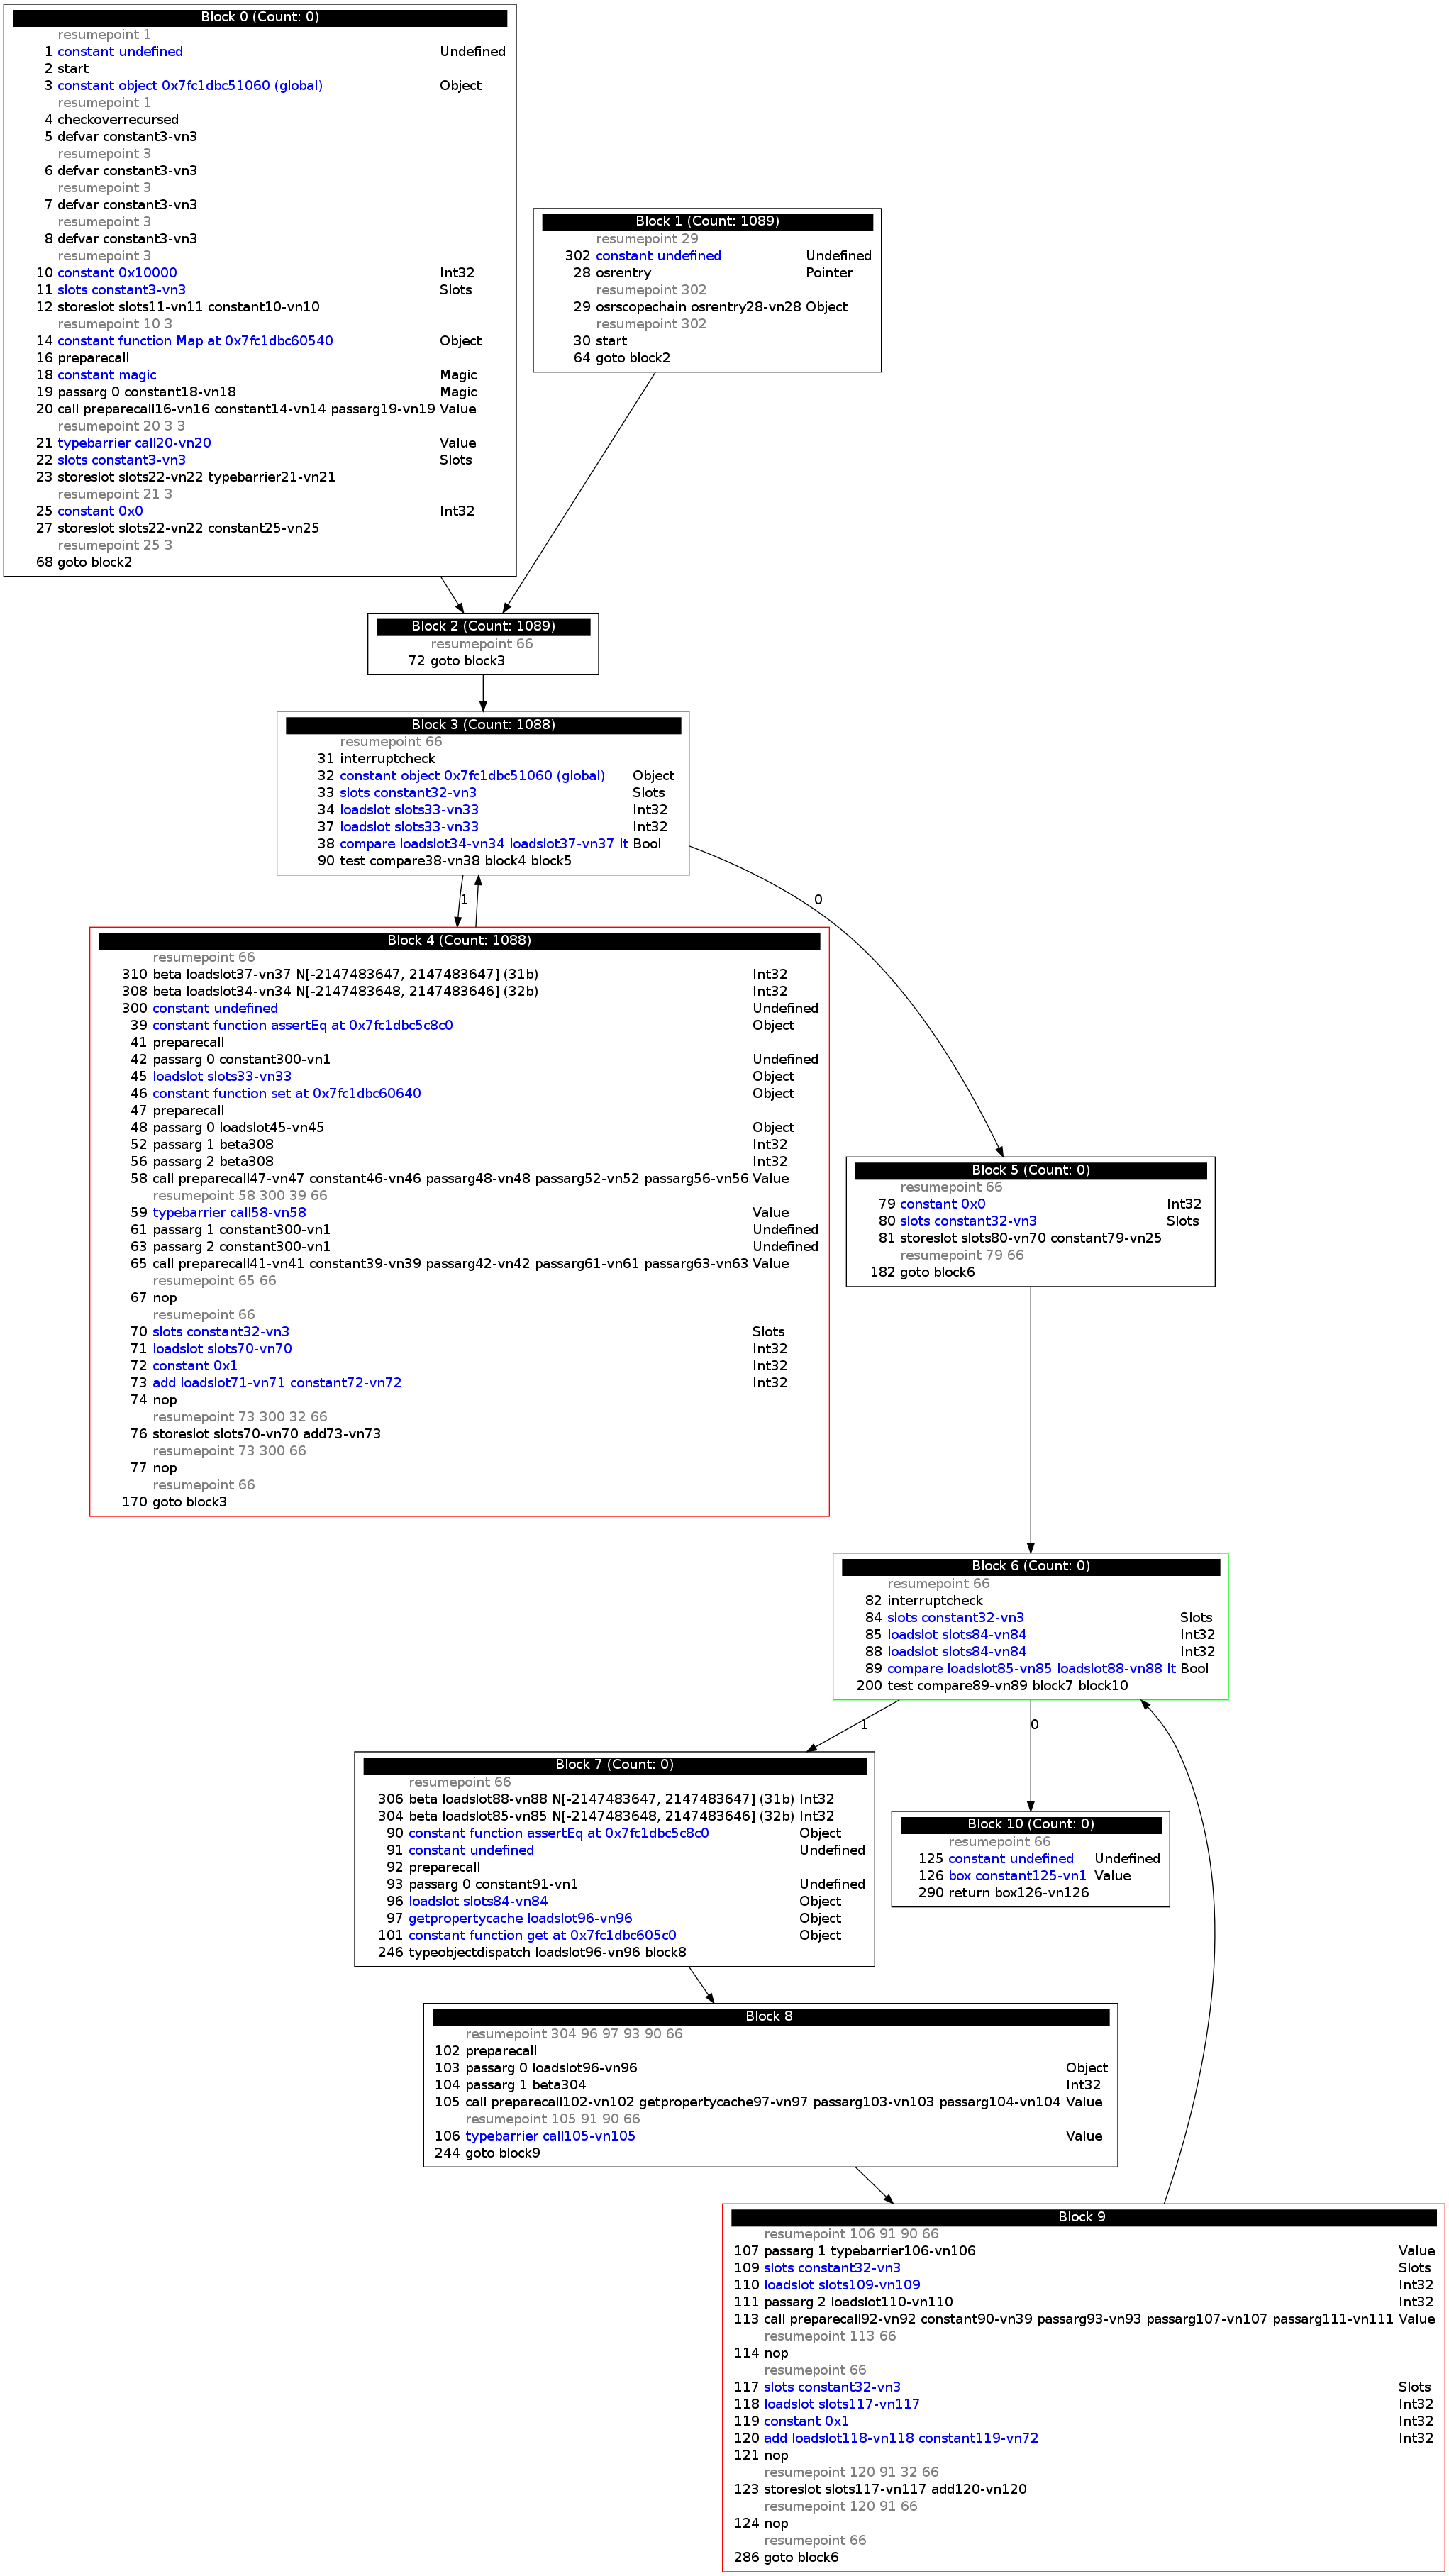 Block 0 (Count: 0)
resumepoint 1
1 constant undefined Undefined
2 start
3 constant object 0x7fc1dbc51060 (global) Object
resumepoint 1
4 checkoverrecursed
5 defvar constant3-vn3
resumepoint 3
6 defvar constant3-vn3
resumepoint 3
7 defvar constant3-vn3
resumepoint 3
8 defvar constant3-vn3
resumepoint 3
10 constant 0x10000 Int32
11 slots constant3-vn3 Slots
12 storeslot slots11-vn11 constant10-vn10
resumepoint 10 3
14 constant function Map at 0x7fc1dbc60540 Object
16 preparecall
18 constant magic Magic
19 passarg 0 constant18-vn18 Magic
20 call preparecall16-vn16 constant14-vn14 passarg19-vn19 Value
resumepoint 20 3 3
21 typebarrier call20-vn20 Value
22 slots constant3-vn3 Slots
23 storeslot slots22-vn22 typebarrier21-vn21
resumepoint 21 3
25 constant 0x0 Int32
27 storeslot slots22-vn22 constant25-vn25
resumepoint 25 3
68 goto block2
Block 1 (Count: 1089)
resumepoint 29
302 constant undefined Undefined
28 osrentry Pointer
resumepoint 302
29 osrscopechain osrentry28-vn28 Object
resumepoint 302
30 start
64 goto block2
Block 2 (Count: 1089)
resumepoint 66
72 goto block3
Block 3 (Count: 1088)
resumepoint 66
31 interruptcheck
32 constant object 0x7fc1dbc51060 (global) Object
33 slots constant32-vn3 Slots
34 loadslot slots33-vn33 Int32
37 loadslot slots33-vn33 Int32
38 compare loadslot34-vn34 loadslot37-vn37 lt Bool
90 test compare38-vn38 block4 block5
1
0
Block 4 (Count: 1088)
resumepoint 66
310 beta loadslot37-vn37 N[-2147483647, 2147483647] (31b) Int32
308 beta loadslot34-vn34 N[-2147483648, 2147483646] (32b) Int32
300 constant undefined Undefined
39 constant function assertEq at 0x7fc1dbc5c8c0 Object
41 preparecall
42 passarg 0 constant300-vn1 Undefined
45 loadslot slots33-vn33 Object
46 constant function set at 0x7fc1dbc60640 Object
47 preparecall
48 passarg 0 loadslot45-vn45 Object
52 passarg 1 beta308 Int32
56 passarg 2 beta308 Int32
58 call preparecall47-vn47 constant46-vn46 passarg48-vn48 passarg52-vn52 passarg56-vn56 Value
resumepoint 58 300 39 66
59 typebarrier call58-vn58 Value
61 passarg 1 constant300-vn1 Undefined
63 passarg 2 constant300-vn1 Undefined
65 call preparecall41-vn41 constant39-vn39 passarg42-vn42 passarg61-vn61 passarg63-vn63 Value
resumepoint 65 66
67 nop
resumepoint 66
70 slots constant32-vn3 Slots
71 loadslot slots70-vn70 Int32
72 constant 0x1 Int32
73 add loadslot71-vn71 constant72-vn72 Int32
74 nop
resumepoint 73 300 32 66
76 storeslot slots70-vn70 add73-vn73
resumepoint 73 300 66
77 nop
resumepoint 66
170 goto block3
Block 5 (Count: 0)
resumepoint 66
79 constant 0x0 Int32
80 slots constant32-vn3 Slots
81 storeslot slots80-vn70 constant79-vn25
resumepoint 79 66
182 goto block6
Block 6 (Count: 0)
resumepoint 66
82 interruptcheck
84 slots constant32-vn3 Slots
85 loadslot slots84-vn84 Int32
88 loadslot slots84-vn84 Int32
89 compare loadslot85-vn85 loadslot88-vn88 lt Bool
200 test compare89-vn89 block7 block10
1
0
Block 7 (Count: 0)
resumepoint 66
306 beta loadslot88-vn88 N[-2147483647, 2147483647] (31b) Int32
304 beta loadslot85-vn85 N[-2147483648, 2147483646] (32b) Int32
90 constant function assertEq at 0x7fc1dbc5c8c0 Object
91 constant undefined Undefined
92 preparecall
93 passarg 0 constant91-vn1 Undefined
96 loadslot slots84-vn84 Object
97 getpropertycache loadslot96-vn96 Object
101 constant function get at 0x7fc1dbc605c0 Object
246 typeobjectdispatch loadslot96-vn96 block8
Block 10 (Count: 0)
resumepoint 66
125 constant undefined Undefined
126 box constant125-vn1 Value
290 return box126-vn126
Block 8
resumepoint 304 96 97 93 90 66
102 preparecall
103 passarg 0 loadslot96-vn96 Object
104 passarg 1 beta304 Int32
105 call preparecall102-vn102 getpropertycache97-vn97 passarg103-vn103 passarg104-vn104 Value
resumepoint 105 91 90 66
106 typebarrier call105-vn105 Value
244 goto block9
Block 9
resumepoint 106 91 90 66
107 passarg 1 typebarrier106-vn106 Value
109 slots constant32-vn3 Slots
110 loadslot slots109-vn109 Int32
111 passarg 2 loadslot110-vn110 Int32
113 call preparecall92-vn92 constant90-vn39 passarg93-vn93 passarg107-vn107 passarg111-vn111 Value
resumepoint 113 66
114 nop
resumepoint 66
117 slots constant32-vn3 Slots
118 loadslot slots117-vn117 Int32
119 constant 0x1 Int32
120 add loadslot118-vn118 constant119-vn72 Int32
121 nop
resumepoint 120 91 32 66
123 storeslot slots117-vn117 add120-vn120
resumepoint 120 91 66
124 nop
resumepoint 66
286 goto block6